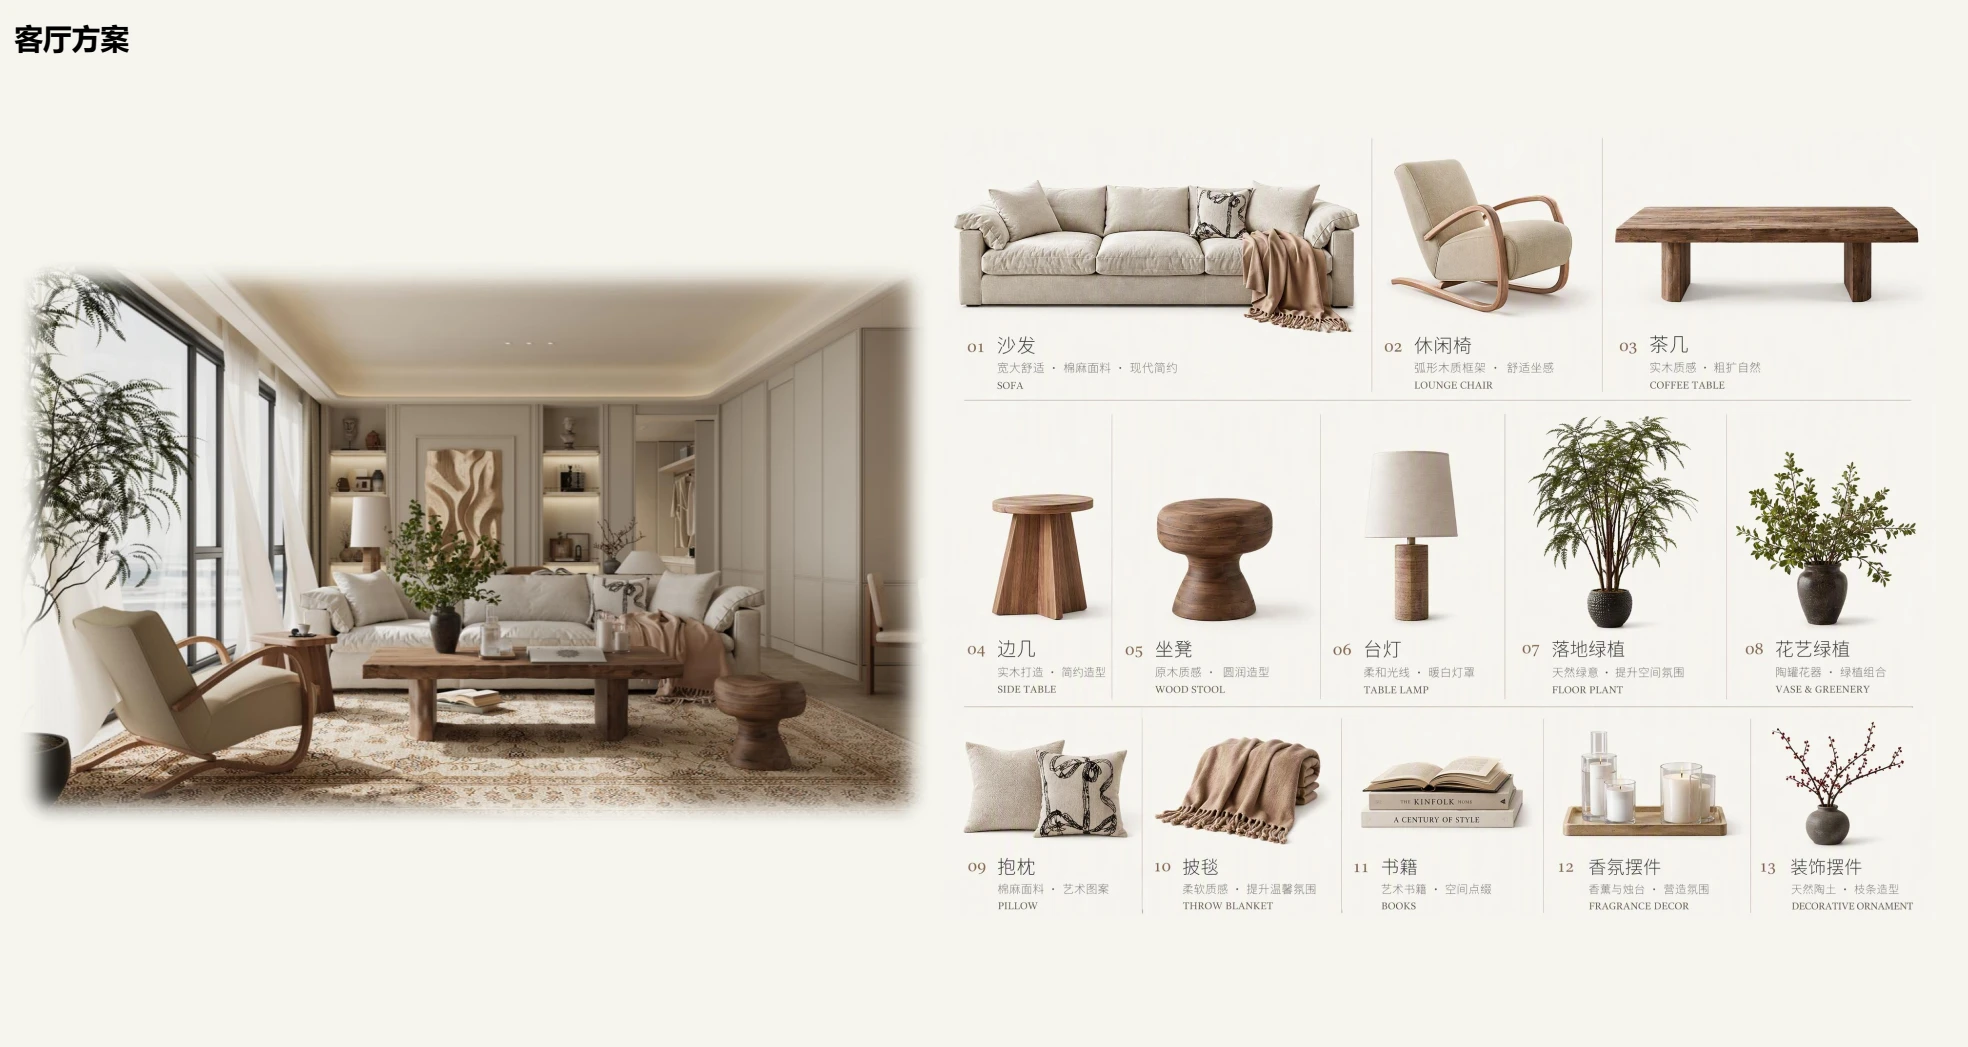 客厅方案
01 沙发
宽大舒适 · 棉麻面料 · 现代简约
SOFA
02 休闲椅
弧形木质框架 · 舒适坐感
LOUNGE CHAIR
03 茶几
实木质感 · 粗犷自然
COFFEE TABLE
04 边几
实木打造 · 简约造型
SIDE TABLE
05 坐凳
原木质感 · 圆润造型
WOOD STOOL
06 台灯
柔和光线 · 暖白灯罩
TABLE LAMP
07 落地绿植
天然绿意 · 提升空间氛围
FLOOR PLANT
08 花艺绿植
陶罐花器 · 绿植组合
VASE & GREENERY
THE KINFOLK HOME
A CENTURY OF STYLE
09 抱枕
棉麻面料 · 艺术图案
PILLOW
10 披毯
柔软质感 · 提升温馨氛围
THROW BLANKET
11 书籍
艺术书籍 · 空间点缀
BOOKS
12 香氛摆件
香薰与烛台 · 营造氛围
FRAGRANCE DECOR
13 装饰摆件
天然陶土 · 枝条造型
DECORATIVE ORNAMENT